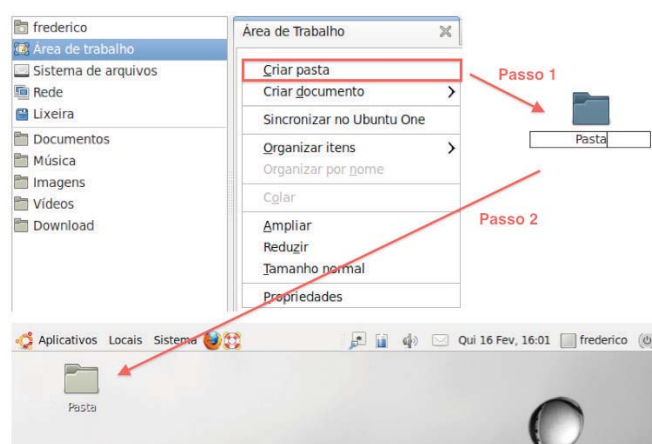 frederico
Área de trabalho
Sistema de arquivos
Rede
Lixeira
Documentos
Música
Imagens
Vídeos
Download
Área de Trabalho
Criar pasta
Criar documento
Sincronizar no Ubuntu One
Organizar itens
Organizar por nome
Colar
Ampliar
Reduzir
Tamanho normal
Propriedades
Passo 1
Pasta
Passo 2
Aplicativos Locais Sistema Qui 16 Fev, 16:01 frederico
Pasta